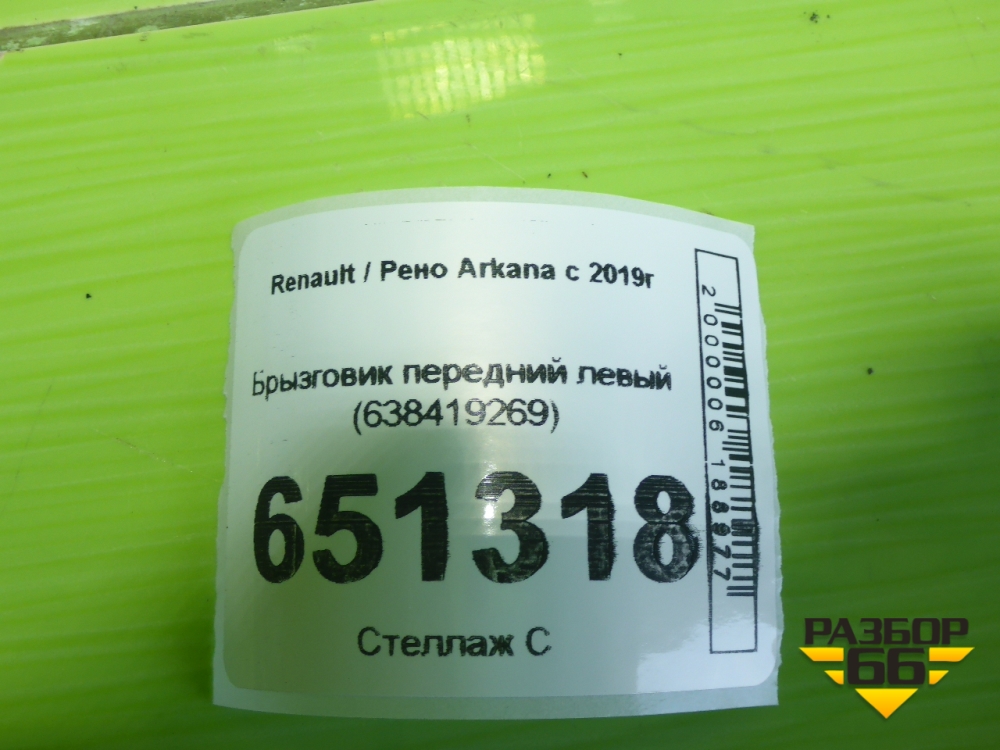 Renault / Рено Arkana с 2019г
Брызговик передний левый
(638419269)
651318
Стеллаж С
2000006188977
РАЗБОР
66